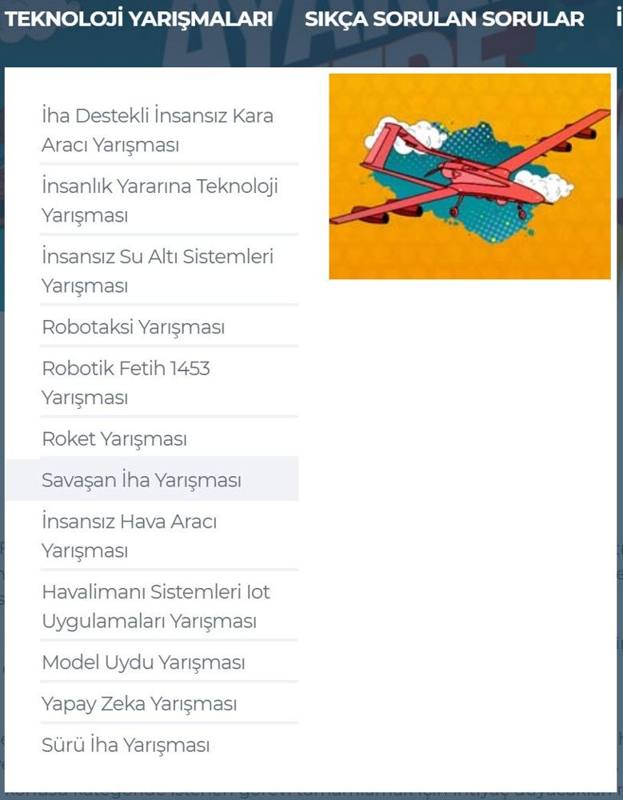 TEKNOLOJİ YARIŞMALARI SIKÇA SORULAN SORULAR
İha Destekli İnsansız Kara
Aracı Yarışması
İnsanlık Yararına Teknoloji
Yarışması
İnsansız Su Altı Sistemleri
Yarışması
Robotaksi Yarışması
Robotik Fetih 1453
Yarışması
Roket Yarışması
Savaşan İha Yarışması
İnsansız Hava Aracı
Yarışması
Havalimanı Sistemleri Iot
Uygulamaları Yarışması
Model Uydu Yarışması
Yapay Zeka Yarışması
Sürü İha Yarışması